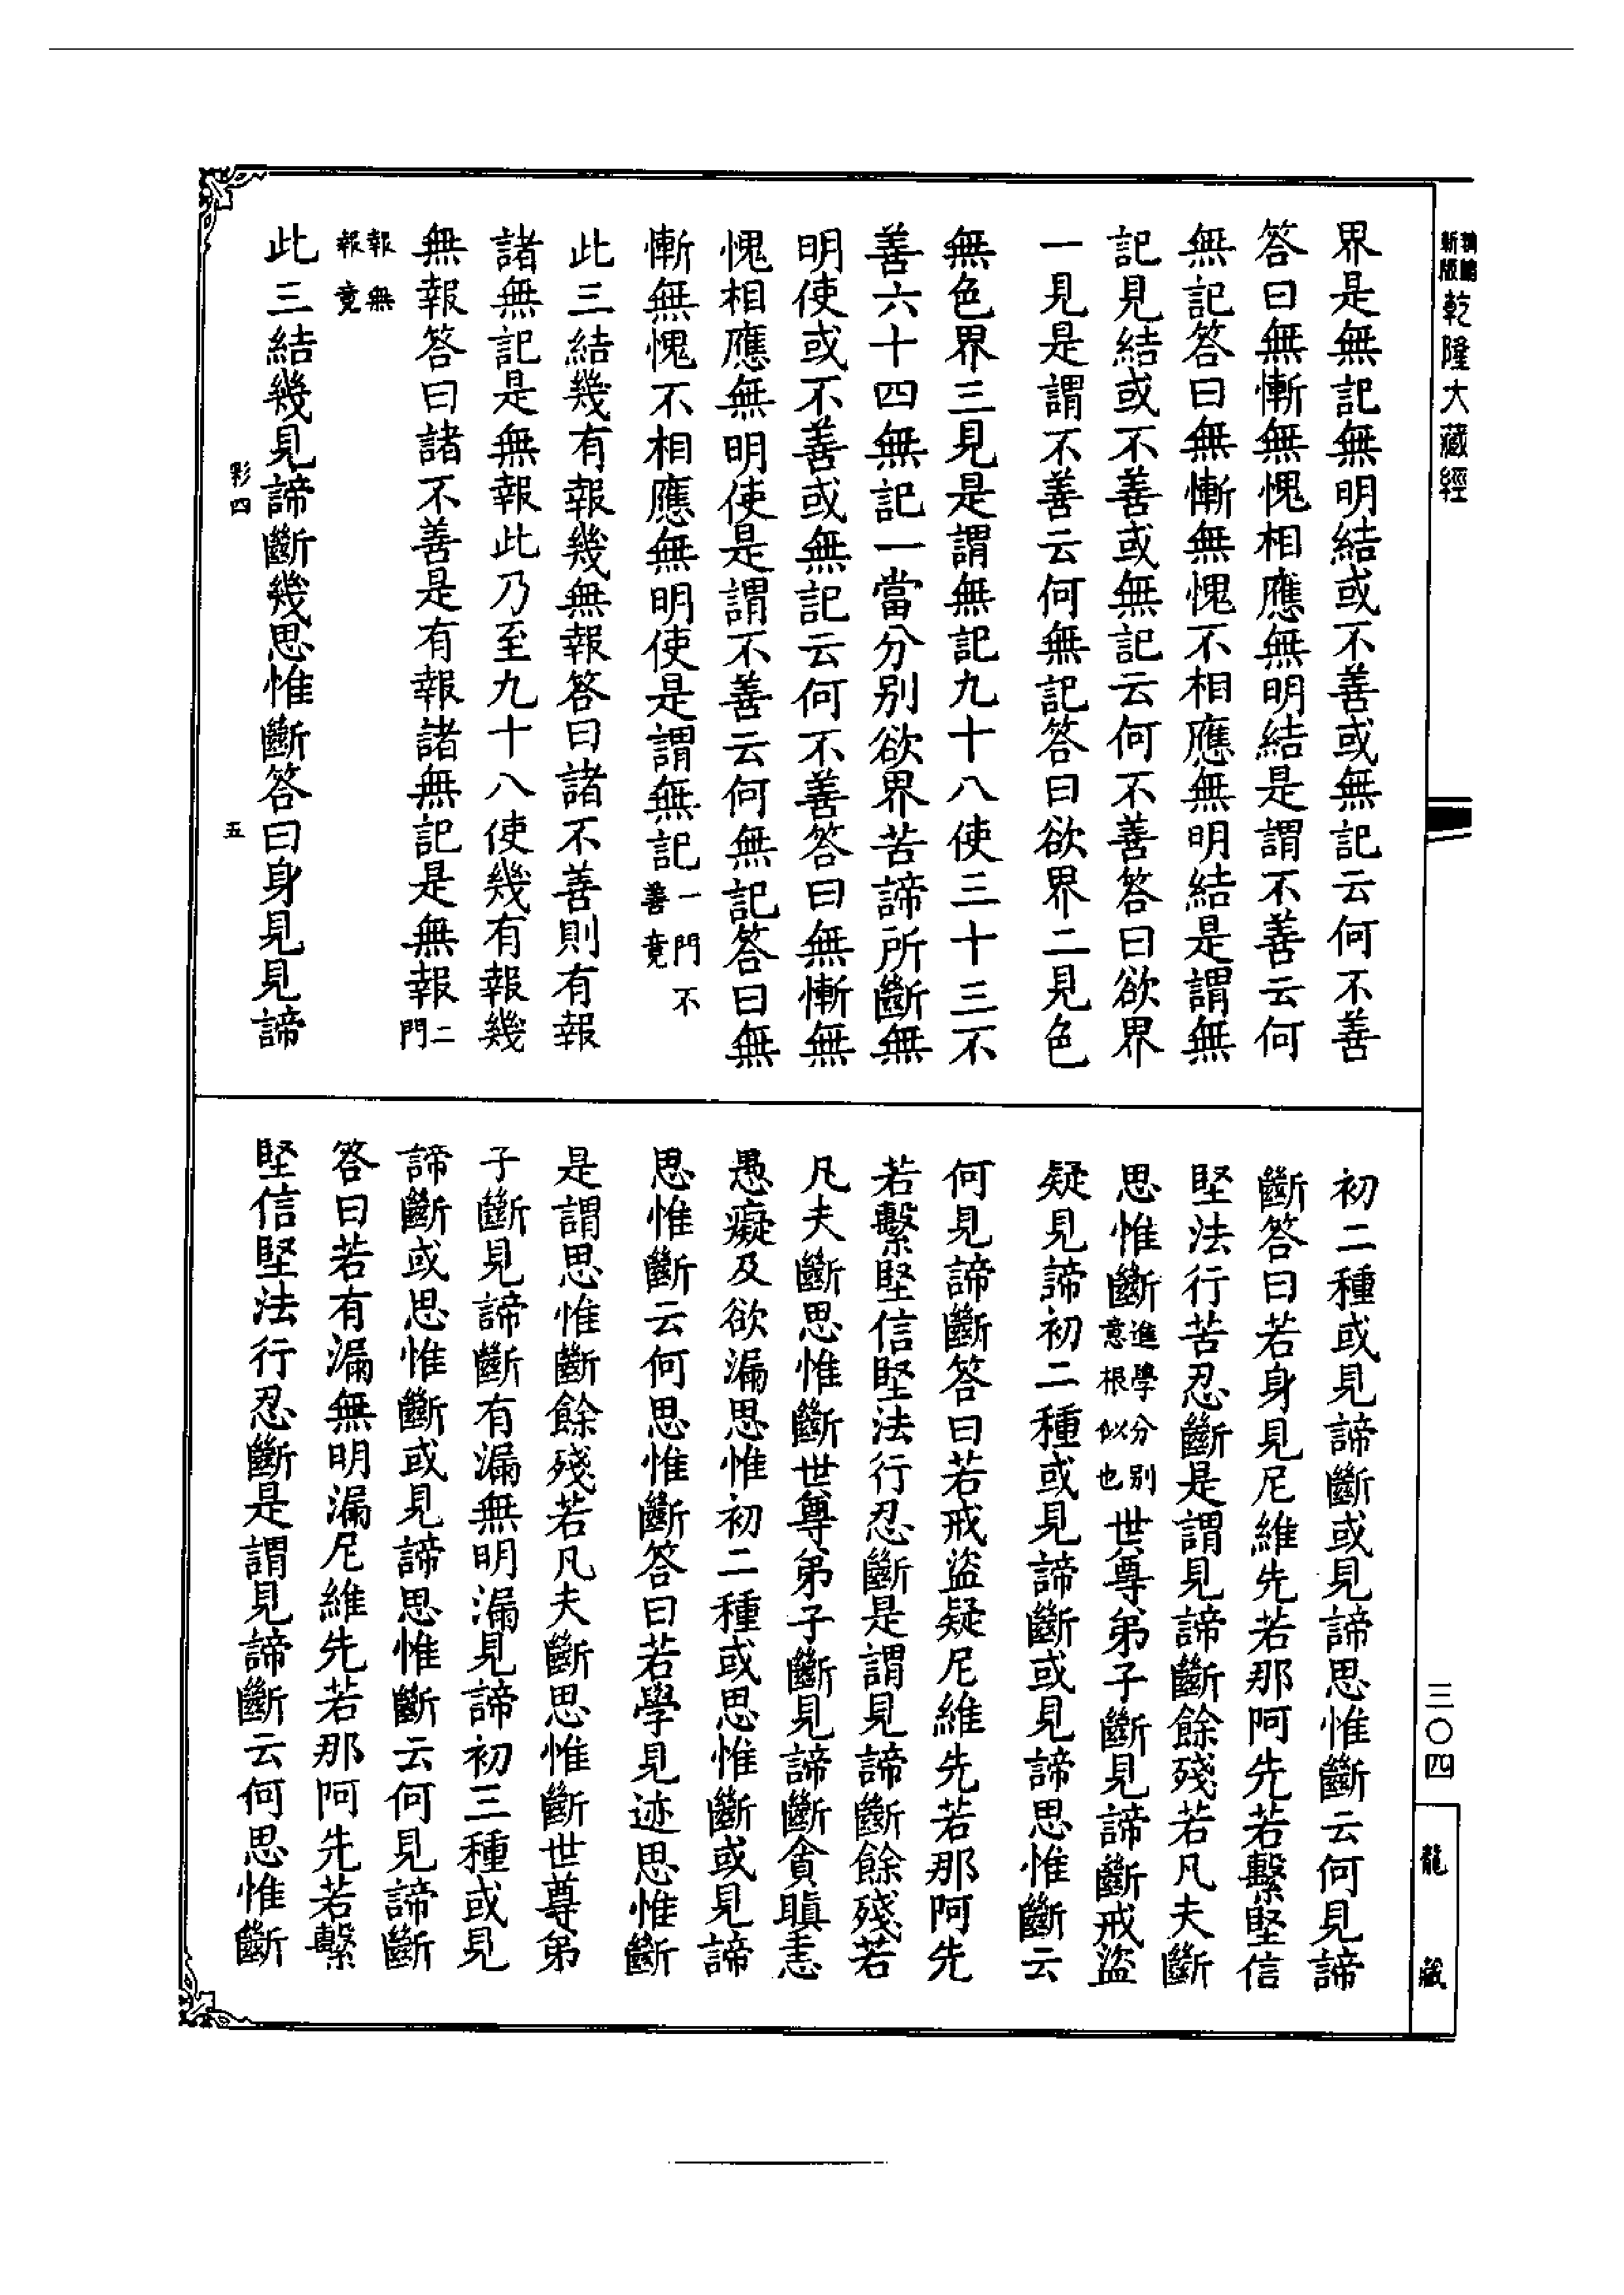 新版
乾隆大藏經
界是無記無明結或不善或無記云何不善
答曰無慚無愧相應無明結是謂不善云何
無記答曰無慚無愧不相應無明結是謂無
記見結或不善或無記云何不善答曰欲界
一見是謂不善云何無記答曰欲界二見色
無色界三見是謂無記九十八使三十三不
善六十四無記一當分別欲界苦諦所斷無
明使或不善或無記云何不善答曰無慚無
愧相應無明使是謂不善云何無記答曰無
慚無愧不相應無明使是謂無記一門不善竟
此三結幾有報幾無報答曰諸不善則有報
諸無記是無報此乃至九十八使幾有報幾
無報答曰諸不善是有報諸無記是無報二門
報無報竟
此三結幾見諦斷幾思惟斷答曰身見見諦
彩四
五
初二種或見諦斷或見諦思惟斷云何見諦
斷答曰若身見尼維先若那阿先若繫堅信
堅法行苦忍斷是謂見諦斷餘殘若凡夫斷
思惟斷進學分別意根似也世尊弟子斷見諦斷戒盜
疑見諦初二種或見諦斷或見諦思惟斷云
何見諦斷答曰若戒盜疑尼維先若那阿先
若繫堅信堅法行忍斷是謂見諦斷餘殘若
凡夫斷思惟斷世尊弟子斷見諦斷貪瞋恚
愚癡及欲漏思惟初二種或思惟斷或見諦
思惟斷云何思惟斷答曰若學見迹思惟斷
是謂思惟斷餘殘若凡夫斷思惟斷世尊弟
子斷見諦斷有漏無明漏見諦初三種或見
諦斷或思惟斷或見諦思惟斷云何見諦斷
答曰若有漏無明漏尼維先若那阿先若繫
堅信堅法行忍斷是謂見諦斷云何思惟斷
三〇四
龍藏